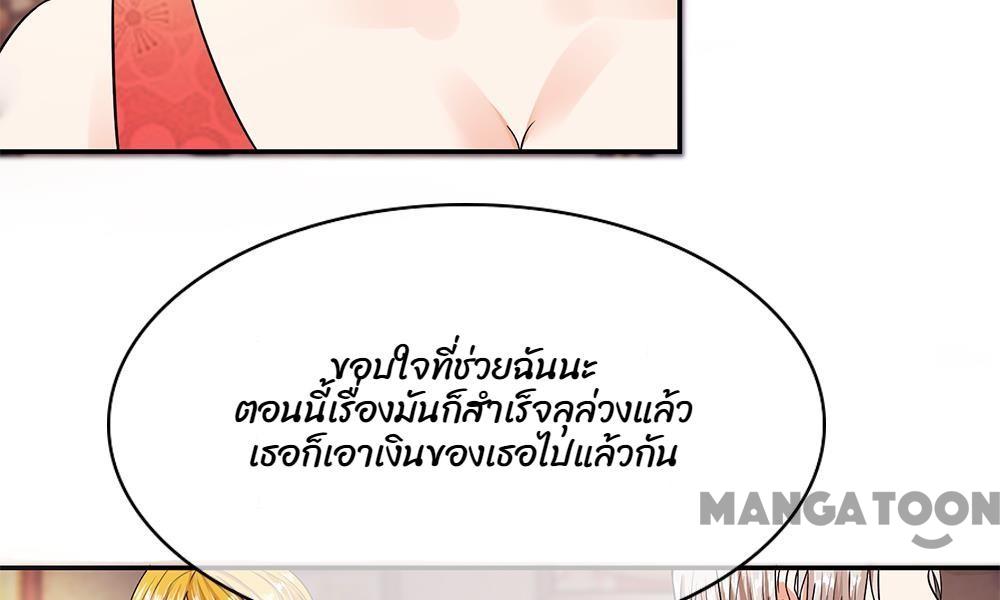 ขอบใจที่ช่วยฉันนะ
ตอนนี้เรื่องมันก็สำเร็จลุล่วงแล้ว
เธอก็เอาเงินของเธอไปแล้วกัน
MANGATOON